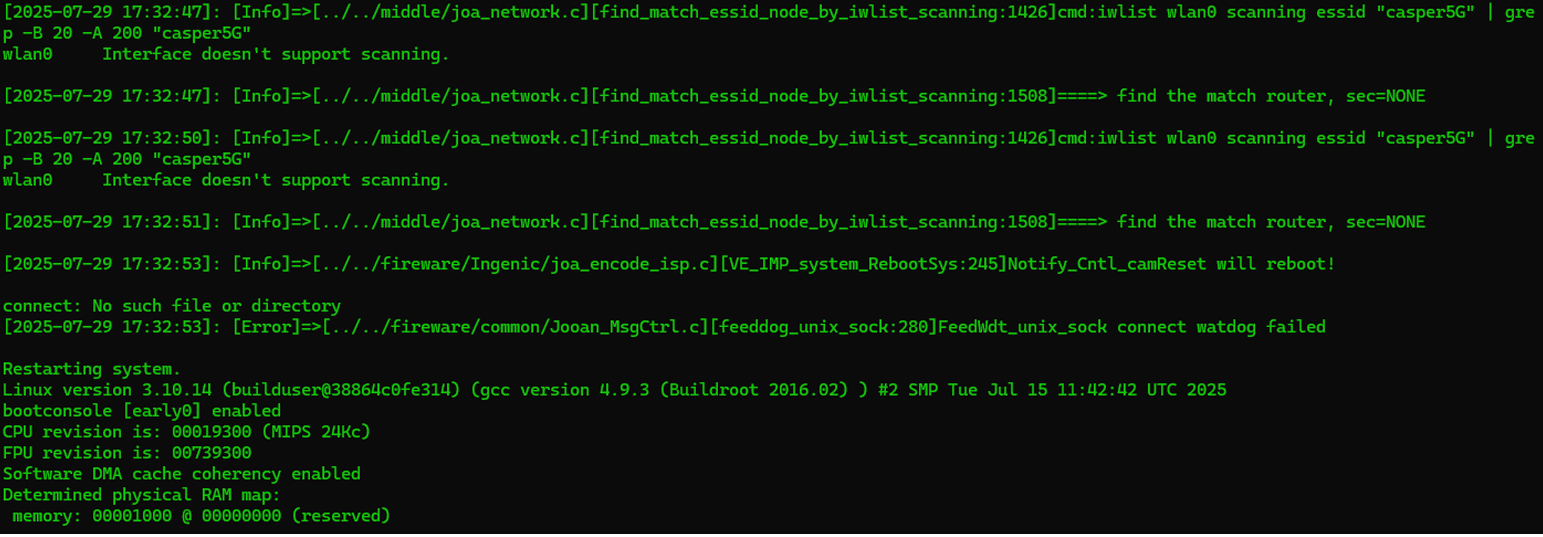 [2025-07-29 17:32:47]: [Info]=>[../../middle/joa_network.c][find_match_essid_node_by_iwlist_scanning:1426]cmd:iwlist wlan0 scanning essid "casper5G" | gre
p -B 20 -A 200 "casper5G"
wlan0     Interface doesn't support scanning.
[2025-07-29 17:32:47]: [Info]=>[../../middle/joa_network.c][find_match_essid_node_by_iwlist_scanning:1508]====> find the match router, sec=NONE
[2025-07-29 17:32:50]: [Info]=>[../../middle/joa_network.c][find_match_essid_node_by_iwlist_scanning:1426]cmd:iwlist wlan0 scanning essid "casper5G" | gre
p -B 20 -A 200 "casper5G"
wlan0     Interface doesn't support scanning.
[2025-07-29 17:32:51]: [Info]=>[../../middle/joa_network.c][find_match_essid_node_by_iwlist_scanning:1508]====> find the match router, sec=NONE
[2025-07-29 17:32:53]: [Info]=>[../../fireware/Ingenic/joa_encode_isp.c][VE_IMP_system_RebootSys:245]Notify_Cntl_camReset will reboot!
connect: No such file or directory
[2025-07-29 17:32:53]: [Error]=>[../../fireware/common/Jooan_MsgCtrl.c][feeddog_unix_sock:280]FeedWdt_unix_sock connect watdog failed
Restarting system.
Linux version 3.10.14 (builduser@38864c0fe314) (gcc version 4.9.3 (Buildroot 2016.02) ) #2 SMP Tue Jul 15 11:42:42 UTC 2025
bootconsole [early0] enabled
CPU revision is: 00019300 (MIPS 24Kc)
FPU revision is: 00739300
Software DMA cache coherency enabled
Determined physical RAM map:
 memory: 00001000 @ 00000000 (reserved)